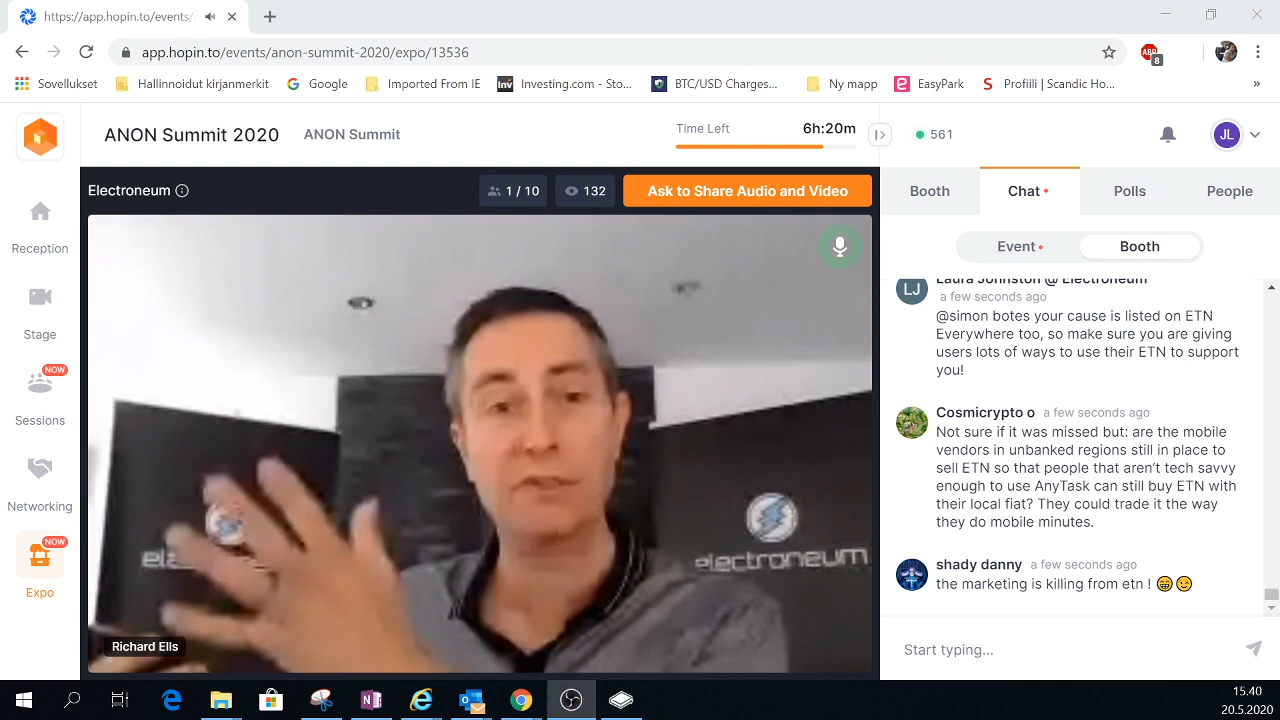 https://app.hopin.to/events/
app.hopin.to/events/anon-summit-2020/expo/13536
ABP
8
Sovellukset
Hallinnoidut kirjanmerkit
Google
Imported From IE
Inv
Investing.com - Sto...
BTC/USD Charges...
Ny mapp
EasyPark
S
Profiili | Scandic Ho...
»
ANON Summit 2020
ANON Summit
Time Left
6h:20m
561
JL
Reception
Stage
NOW
Sessions
Networking
NOW
Expo
Electroneum
1 / 10
132
Ask to Share Audio and Video
electroneum
Richard Ells
Booth
Chat
Polls
People
Event
Booth
LJ
Laura Johnston @ Electroneum
a few seconds ago
@simon botes your cause is listed on ETN
Everywhere too, so make sure you are giving
users lots of ways to use their ETN to support
you!
Cosmicrypto o a few seconds ago
Not sure if it was missed but: are the mobile
vendors in unbanked regions still in place to
sell ETN so that people that aren't tech savvy
enough to use AnyTask can still buy ETN with
their local fiat? They could trade it the way
they do mobile minutes.
shady danny a few seconds ago
the marketing is killing from etn ! 😁😉
Start typing...
15.40
20.5.2020